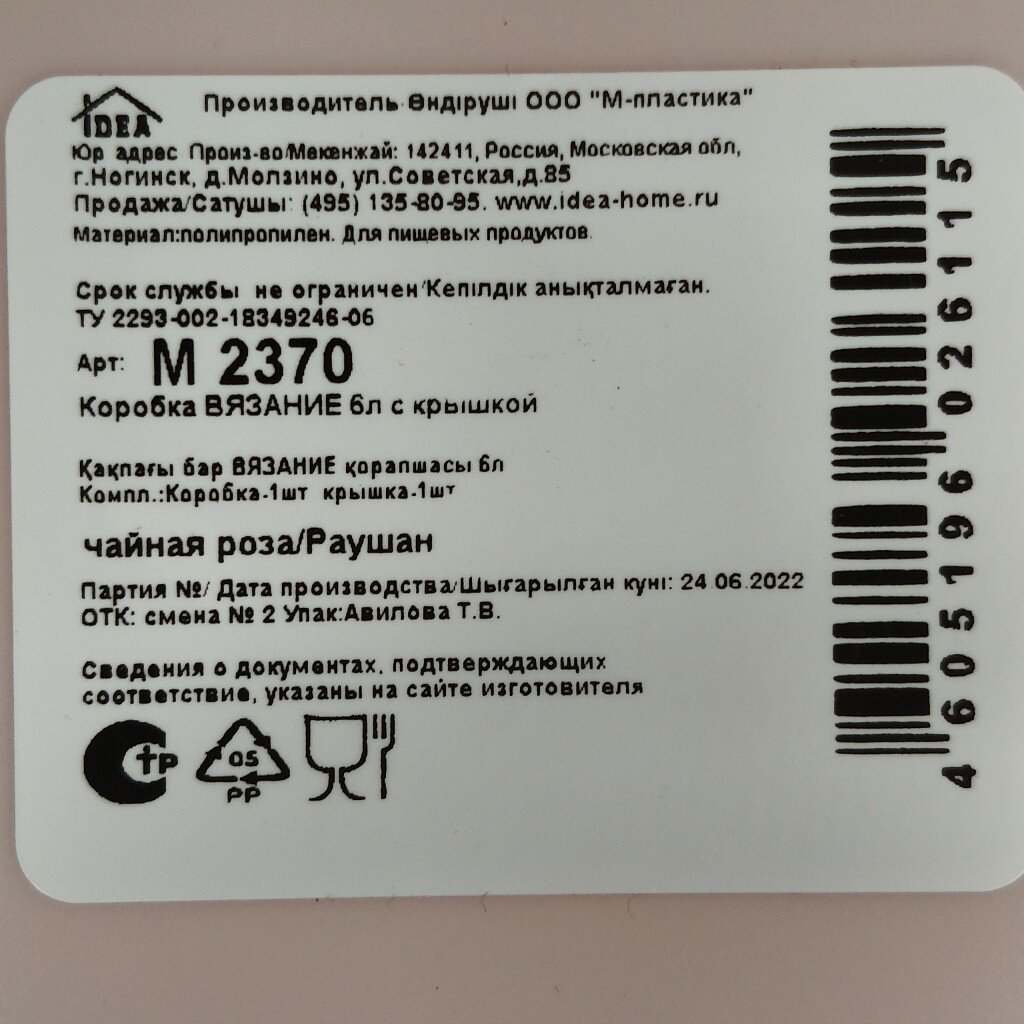 IDEA
Производитель Өндіруші ООО "М-пластика"
Юр адрес Произ-во/Мекенжай: 142411, Россия, Московская обл,
г.Ногинск, д.Молзино, ул.Советская,д.85
Продажа/Сатушы: (495) 135-80-95. www.idea-home.ru
Материал:полипропилен. Для пищевых продуктов.
Срок службы не ограничен/Кепілдік анықталмаған.
ТУ 2293-002-18349246-06
Арт: М 2370
Коробка ВЯЗАНИЕ 6л с крышкой
Қақпағы бар ВЯЗАНИЕ қорапшасы 6л
Компл.:Коробка-1шт крышка-1шт
чайная роза/Раушан
Партия №/ Дата производства/Шығарылған күні: 24.06.2022
ОТК: смена № 2 Упак:Авилова Т.В.
Сведения о документах, подтверждающих
соответствие, указаны на сайте изготовителя
СТР
05
PP
4605196026115